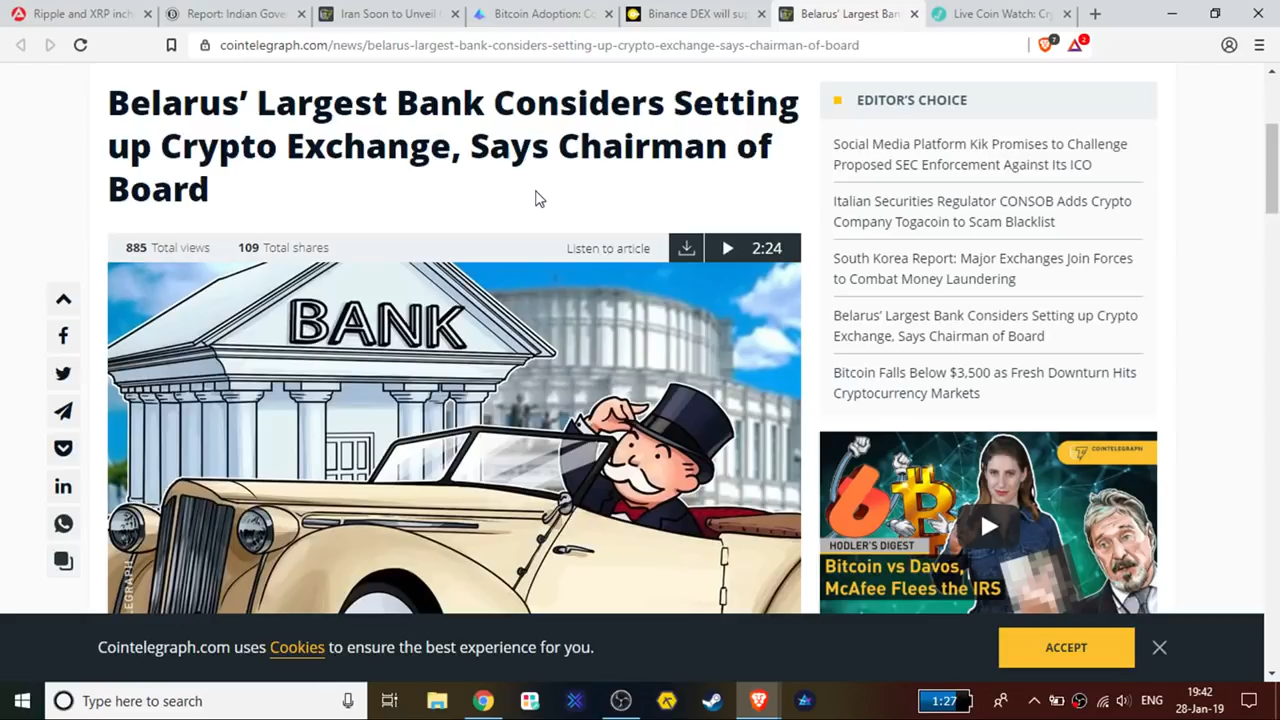 Ripple and XRP incl
Report: Indian Gove
Iran Soon to Unveil
Bitcoin Adoption: Co
Binance DEX will sup
Belarus' Largest Ban
Live Coin Watch: Cry
cointelegraph.com/news/belarus-largest-bank-considers-setting-up-crypto-exchange-says-chairman-of-board
7
2
Belarus' Largest Bank Considers Setting
up Crypto Exchange, Says Chairman of
Board
885 Total views 109 Total shares Listen to article 2:24
BANK
EDITOR'S CHOICE
Social Media Platform Kik Promises to Challenge
Proposed SEC Enforcement Against Its ICO
Italian Securities Regulator CONSOB Adds Crypto
Company Togacoin to Scam Blacklist
South Korea Report: Major Exchanges Join Forces
to Combat Money Laundering
Belarus' Largest Bank Considers Setting up Crypto
Exchange, Says Chairman of Board
Bitcoin Falls Below $3,500 as Fresh Downturn Hits
Cryptocurrency Markets
COINTELEGRAPH
6
HODLER'S DIGEST
Bitcoin vs Davos,
McAfee Flees the IRS
Cointelegraph.com uses Cookies to ensure the best experience for you.
ACCEPT
Type here to search
1:27
ENG
19:42
28-Jan-19